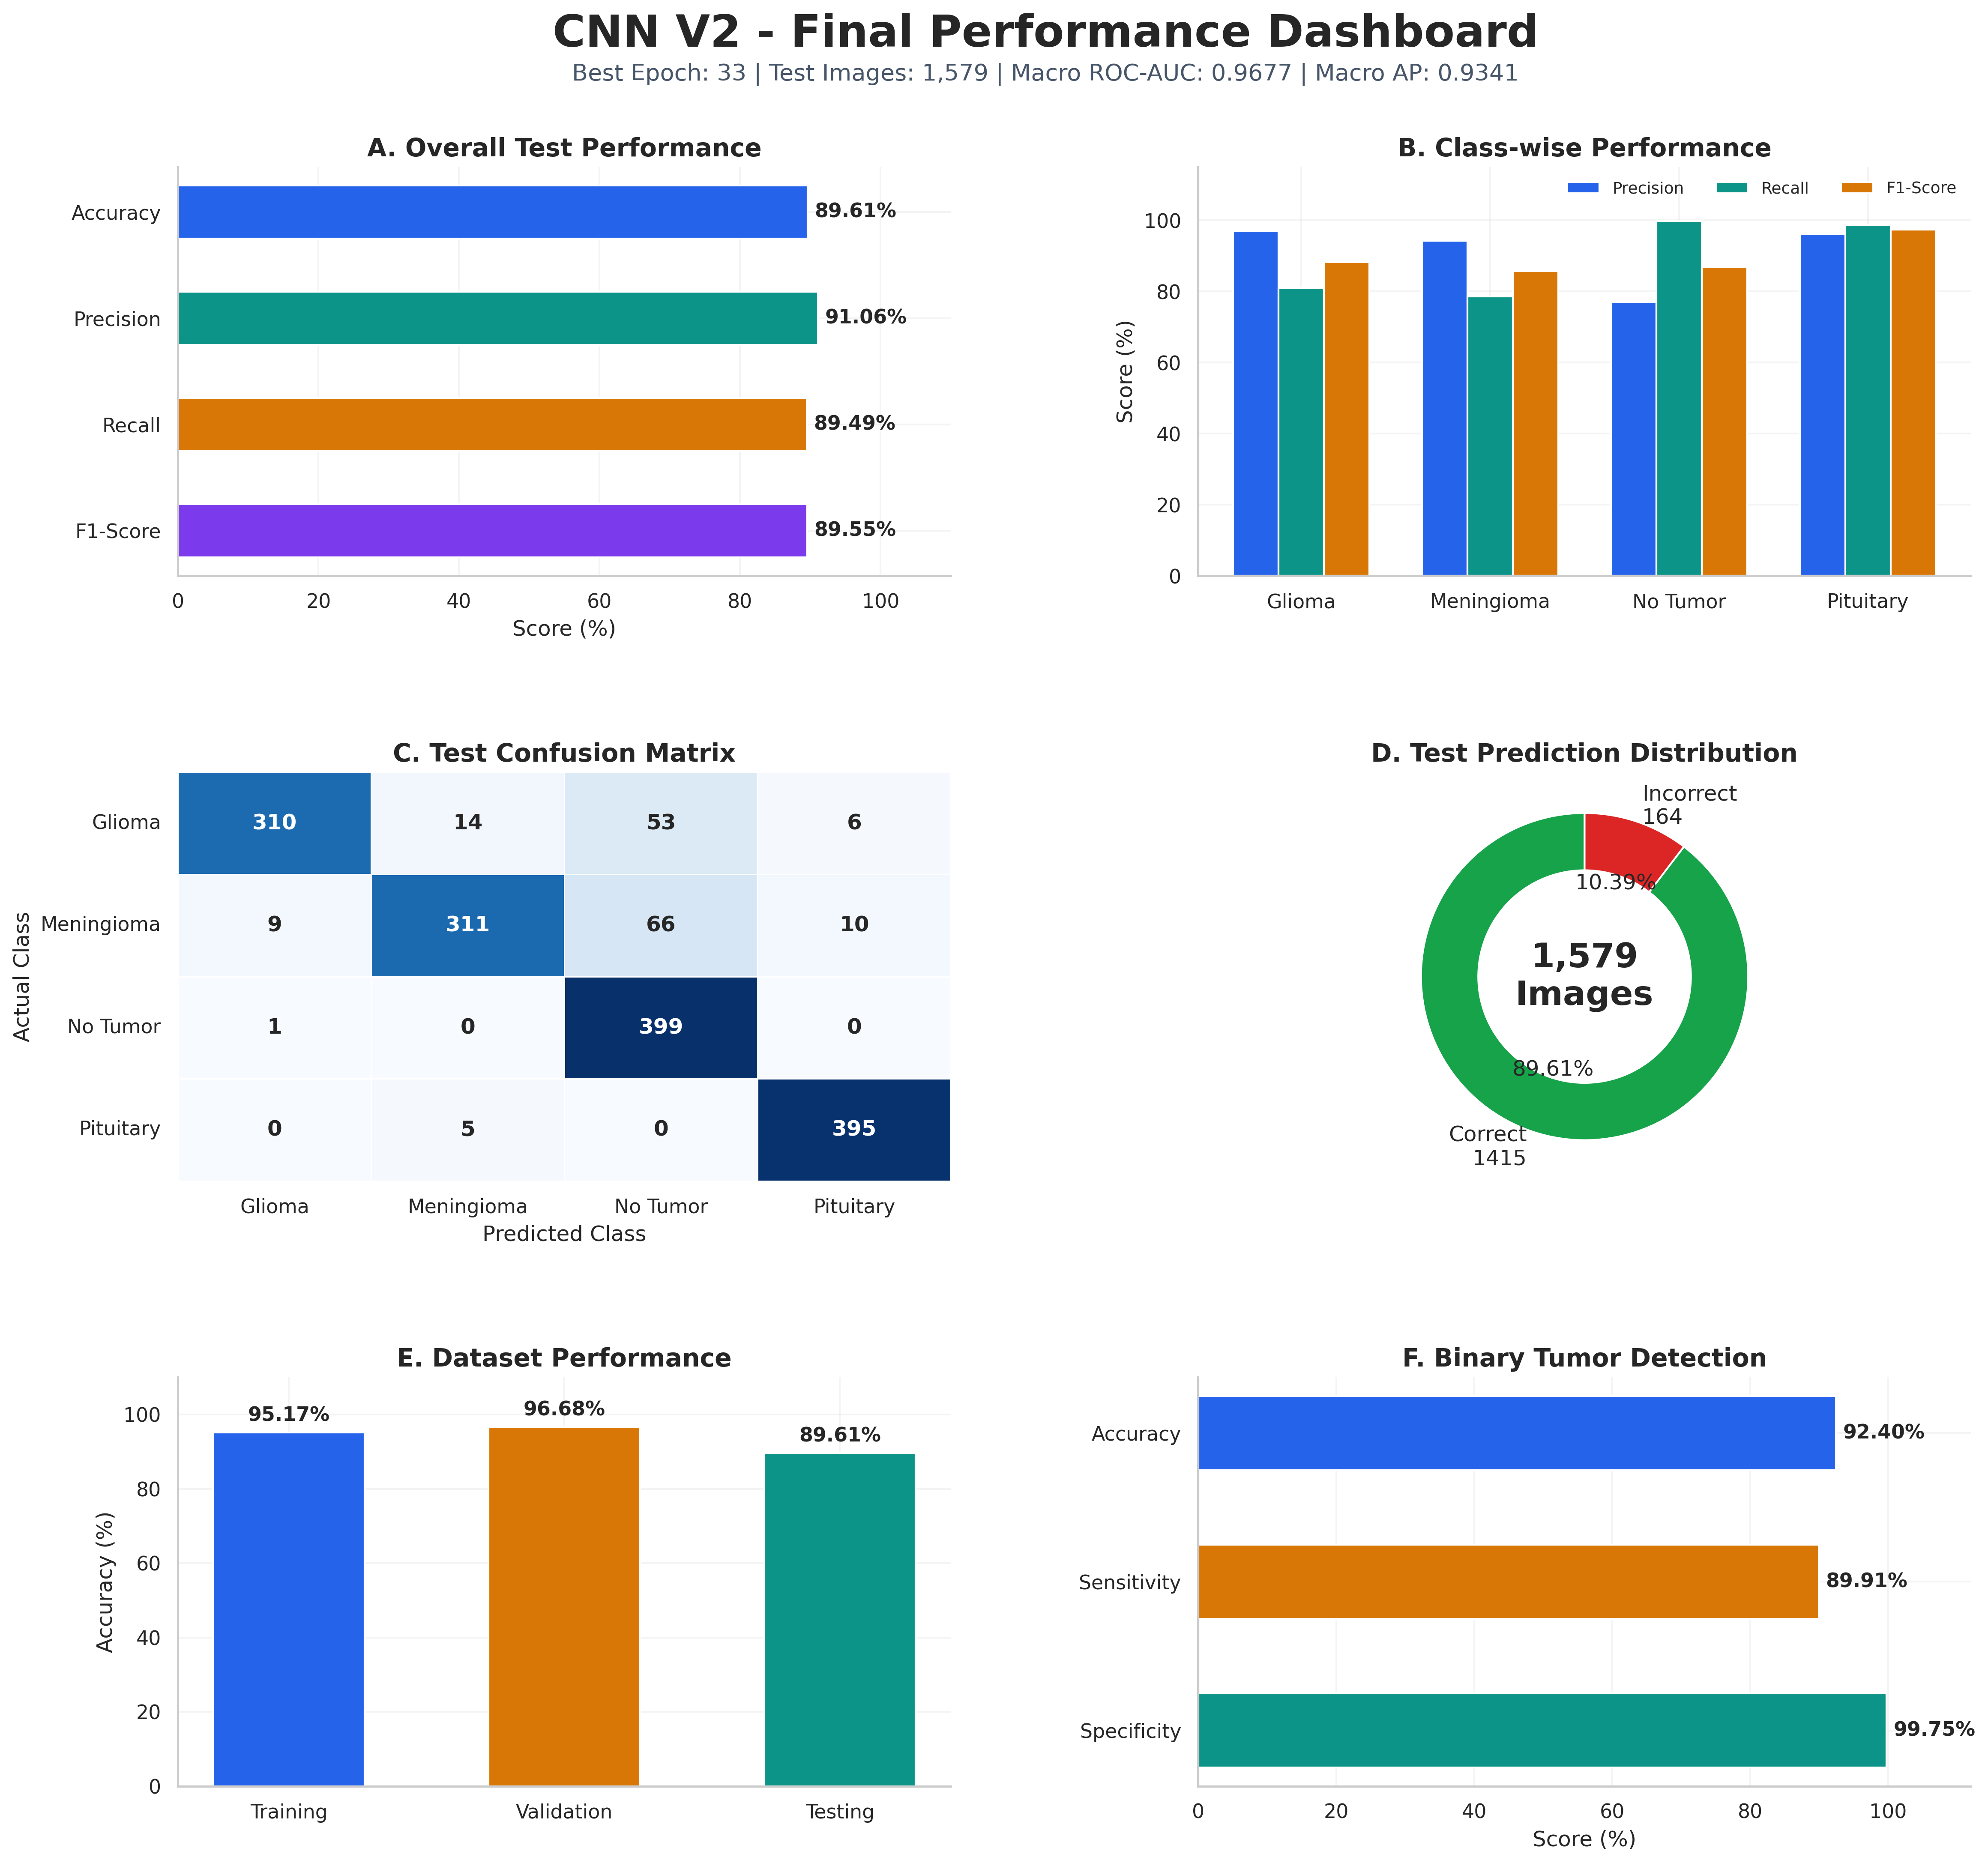 CNN V2 - Final Performance Dashboard
Best Epoch: 33 | Test Images: 1,579 | Macro ROC-AUC: 0.9677 | Macro AP: 0.9341
A. Overall Test Performance
Accuracy
89.61%
Precision
91.06%
Recall
89.49%
F1-Score
89.55%
0 20 40 60 80 100
Score (%)
B. Class-wise Performance
Precision Recall F1-Score
Score (%)
100
80
60
40
20
0
Glioma Meningioma No Tumor Pituitary
C. Test Confusion Matrix
Actual Class
Glioma 310 14 53 6
Meningioma 9 311 66 10
No Tumor 1 0 399 0
Pituitary 0 5 0 395
Glioma Meningioma No Tumor Pituitary
Predicted Class
D. Test Prediction Distribution
Incorrect
164
10.39%
1,579
Images
89.61%
Correct
1415
E. Dataset Performance
Accuracy (%)
100
80
60
40
20
0
95.17%
96.68%
89.61%
Training Validation Testing
F. Binary Tumor Detection
Accuracy
92.40%
Sensitivity
89.91%
Specificity
99.75%
0 20 40 60 80 100
Score (%)